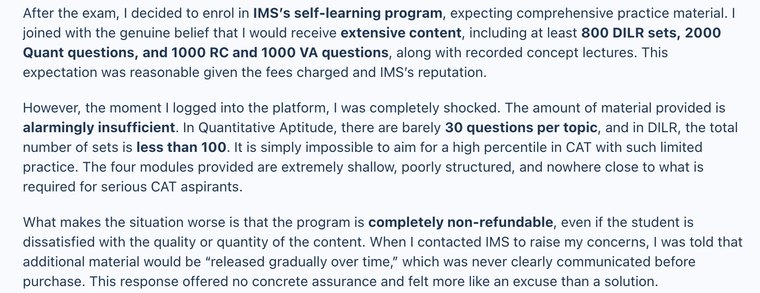 After the exam, I decided to enrol in IMS’s self-learning program, expecting comprehensive practice material. I
joined with the genuine belief that I would receive extensive content, including at least 800 DILR sets, 2000
Quant questions, and 1000 RC and 1000 VA questions, along with recorded concept lectures. This
expectation was reasonable given the fees charged and IMS’s reputation.
However, the moment I logged into the platform, I was completely shocked. The amount of material provided is
alarmingly insufficient. In Quantitative Aptitude, there are barely 30 questions per topic, and in DILR, the total
number of sets is less than 100. It is simply impossible to aim for a high percentile in CAT with such limited
practice. The four modules provided are extremely shallow, poorly structured, and nowhere close to what is
required for serious CAT aspirants.
What makes the situation worse is that the program is completely non-refundable, even if the student is
dissatisfied with the quality or quantity of the content. When I contacted IMS to raise my concerns, I was told that
additional material would be “released gradually over time,” which was never clearly communicated before
purchase. This response offered no concrete assurance and felt more like an excuse than a solution.